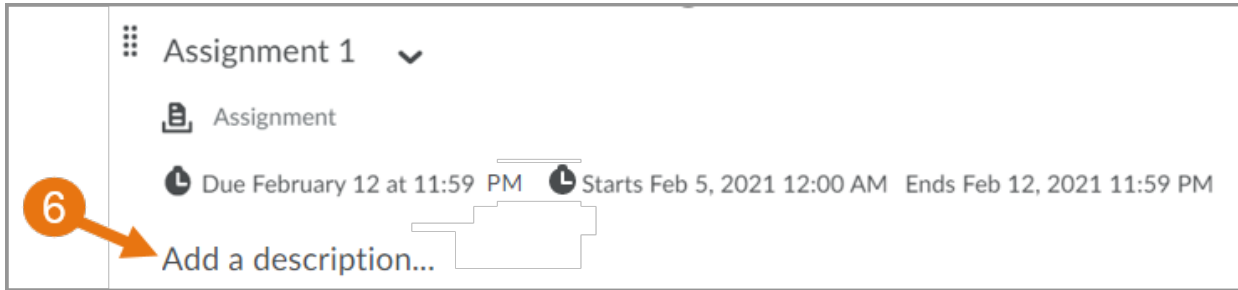 Assignment 1
Assignment
Due February 12 at 11:59 PM Starts Feb 5, 2021 12:00 AM Ends Feb 12, 2021 11:59 PM
6
Add a description...